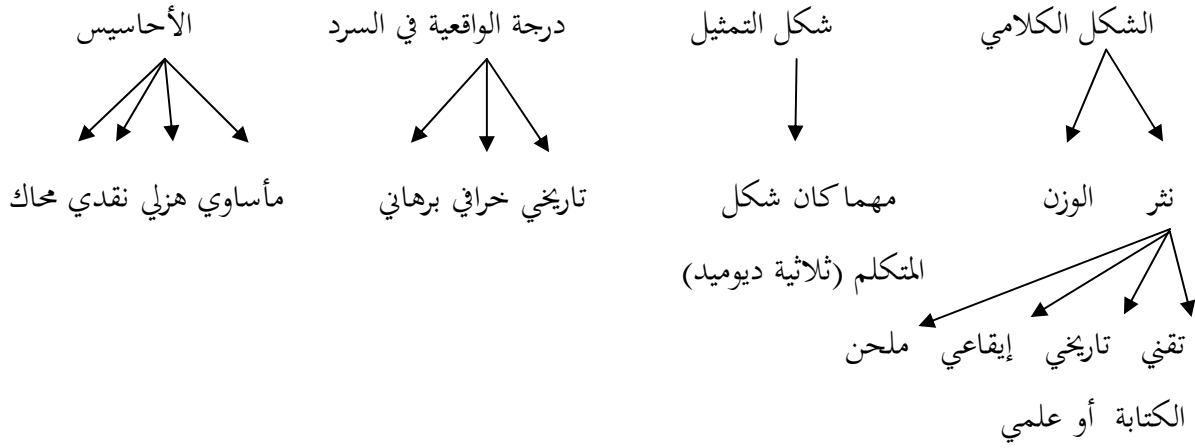 الشكل الكلامي شكل التمثيل درجة الواقعية في السرد الأحاسيس
نثر الوزن مهما كان شكل تاريخي خرافي برهاني مأساوي هزلي نقدي محاك
المتكلم (ثلاثية ديوميد)
تقني تاريخي إيقاعي ملحن
الكتابة أو علمي